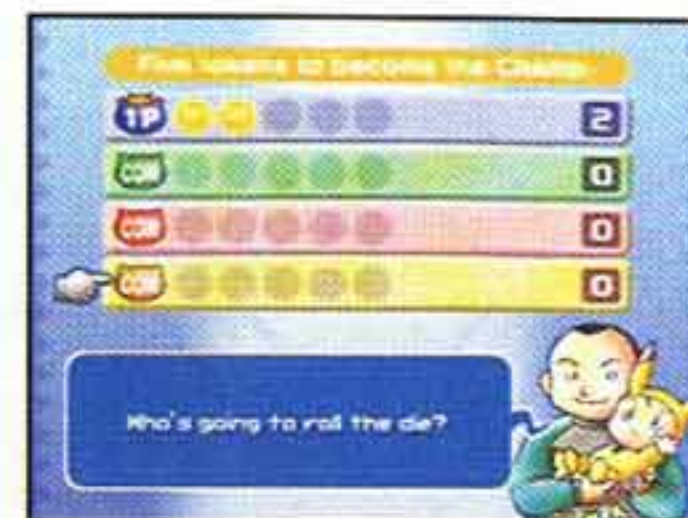 Five tokens to become the Champ.
1P 2
COM 0
COM 0
COM 0
Who's going to roll the die?